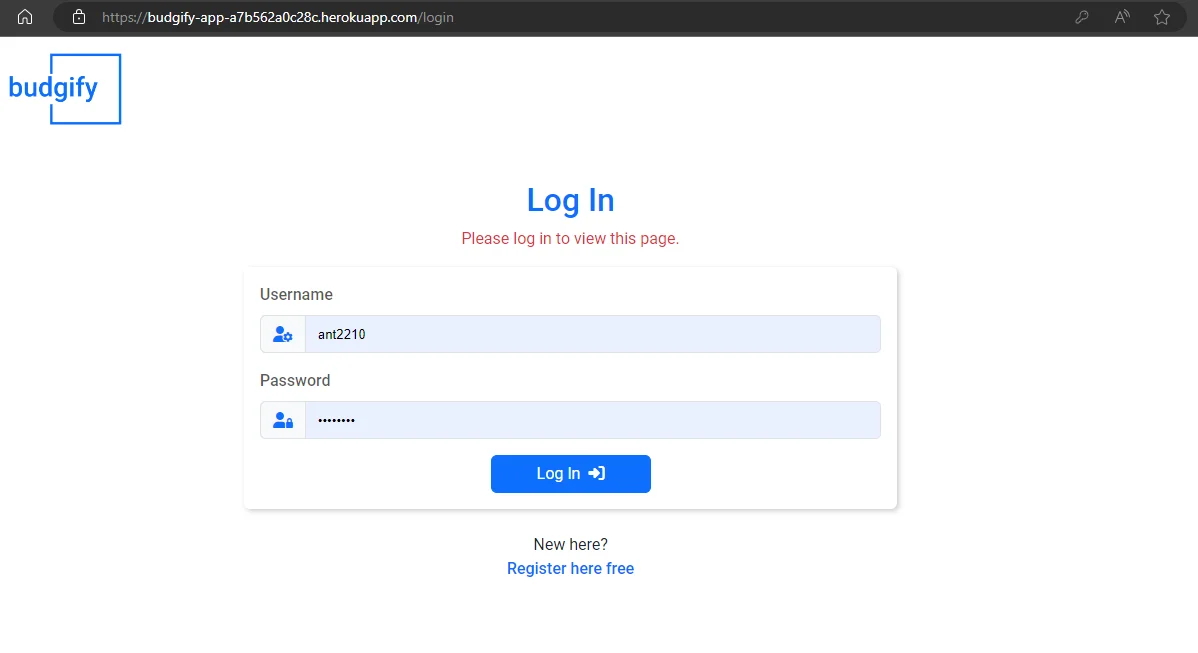 https://budgify-app-a7b562a0c28c.herokuapp.com/login
budgify
Log In
Please log in to view this page.
Username
ant2210
Password
••••••••
Log In
New here?
Register here free